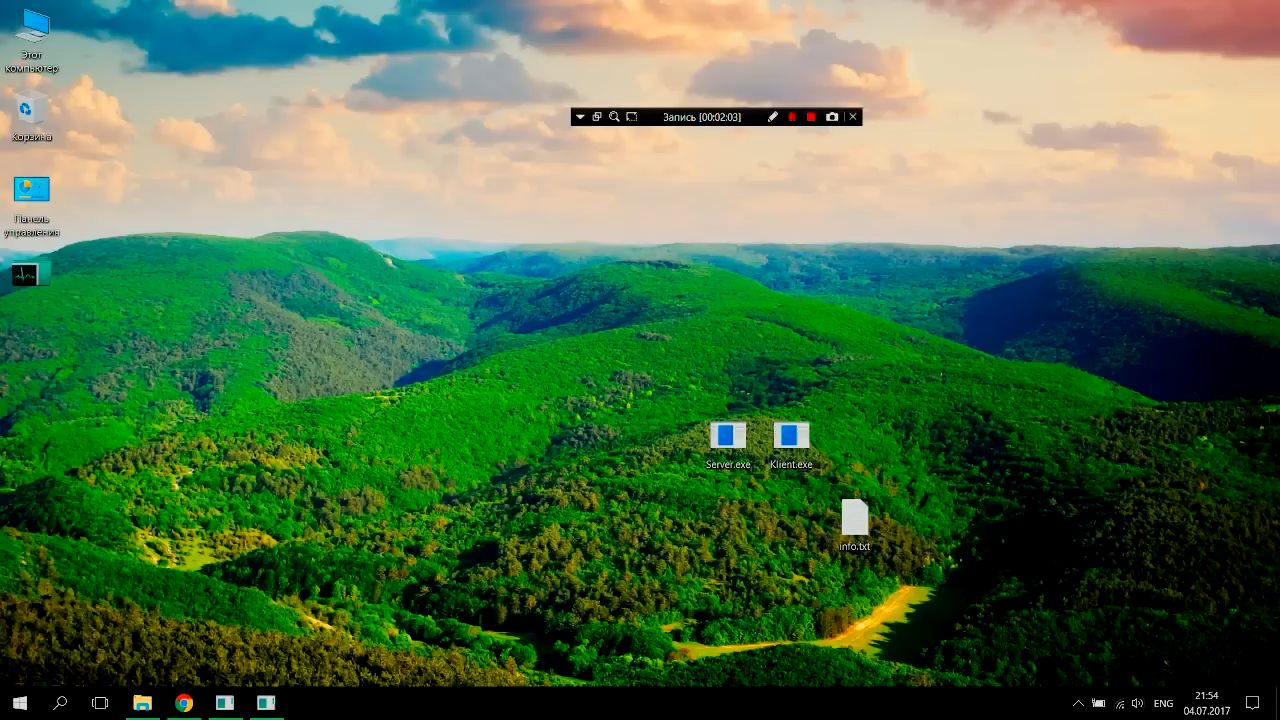 Этот
компьютер
Корзина
Панель
управления
Запись [00:02:03]
Server.exe
Klient.exe
info.txt
ENG
21:54
04.07.2017